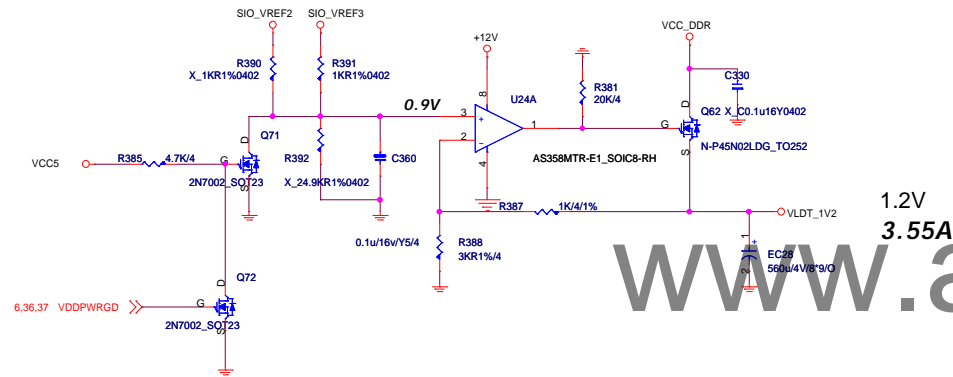 SIO_VREF2
SIO_VREF3
VCC_DDR
+12V
R390
X_1KR1%0402
R391
1KR1%0402
R381
20K/4
C330
X_C0.1u16Y0402
0.9V
8
3
+
U24A
1
2
-
4
AS358MTR-E1_SOIC8-RH
D
Q62
G
S
N-P45N02LDG_TO252
Q71
D
VCC5
R385
4.7K/4
G
S
2N7002_SOT23
R392
X_24.9KR1%0402
C360
0.1u/16v/Y5/4
R387
1K/4/1%
R388
3KR1%/4
VLDT_1V2
1.2V
3.55A
1
+
EC28
2
560u/4V/8*9/O
www.a
Q72
D
6,36,37 VDDPWRGD
G
S
2N7002_SOT23